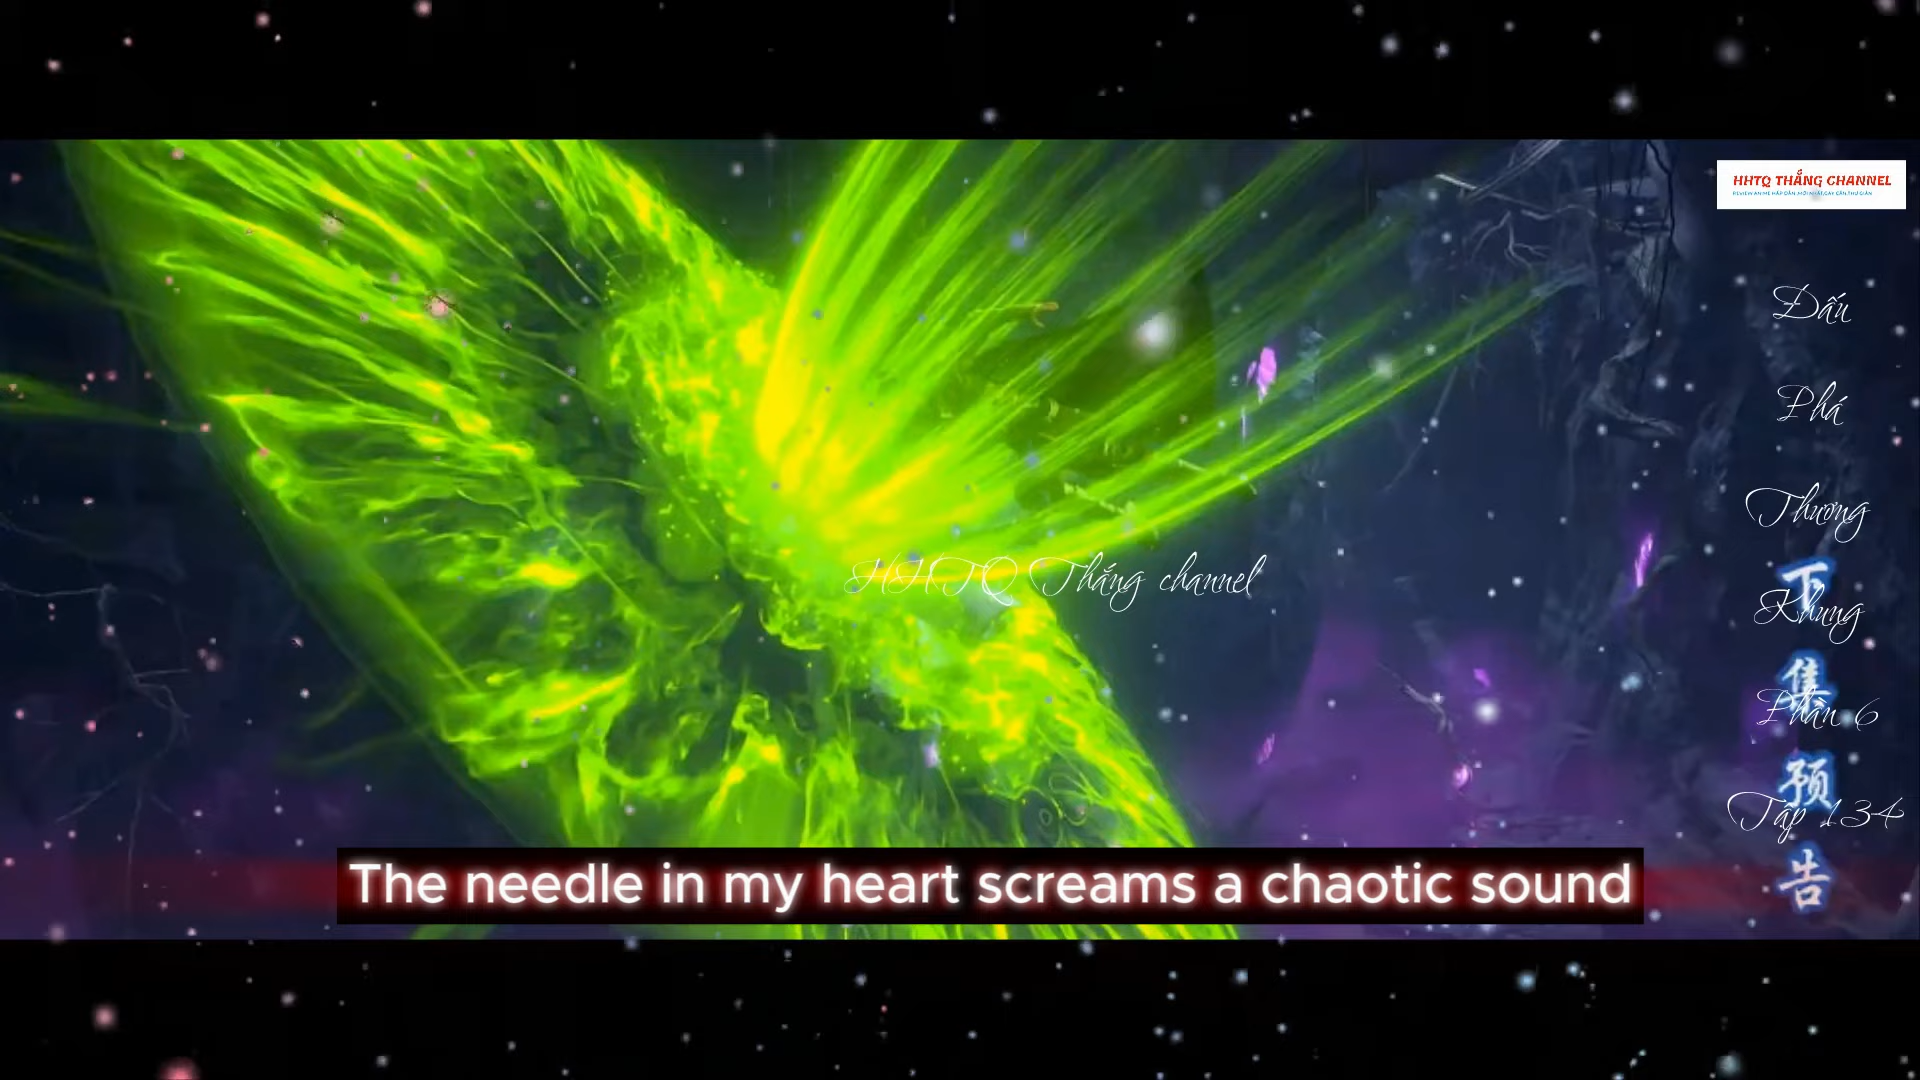 HHTQ THẮNG CHANNEL
Đấu
Phá
Thương
Khung
Phần 6
Tập 134
下集预告
HHTQ Thắng channel
The needle in my heart screams a chaotic sound